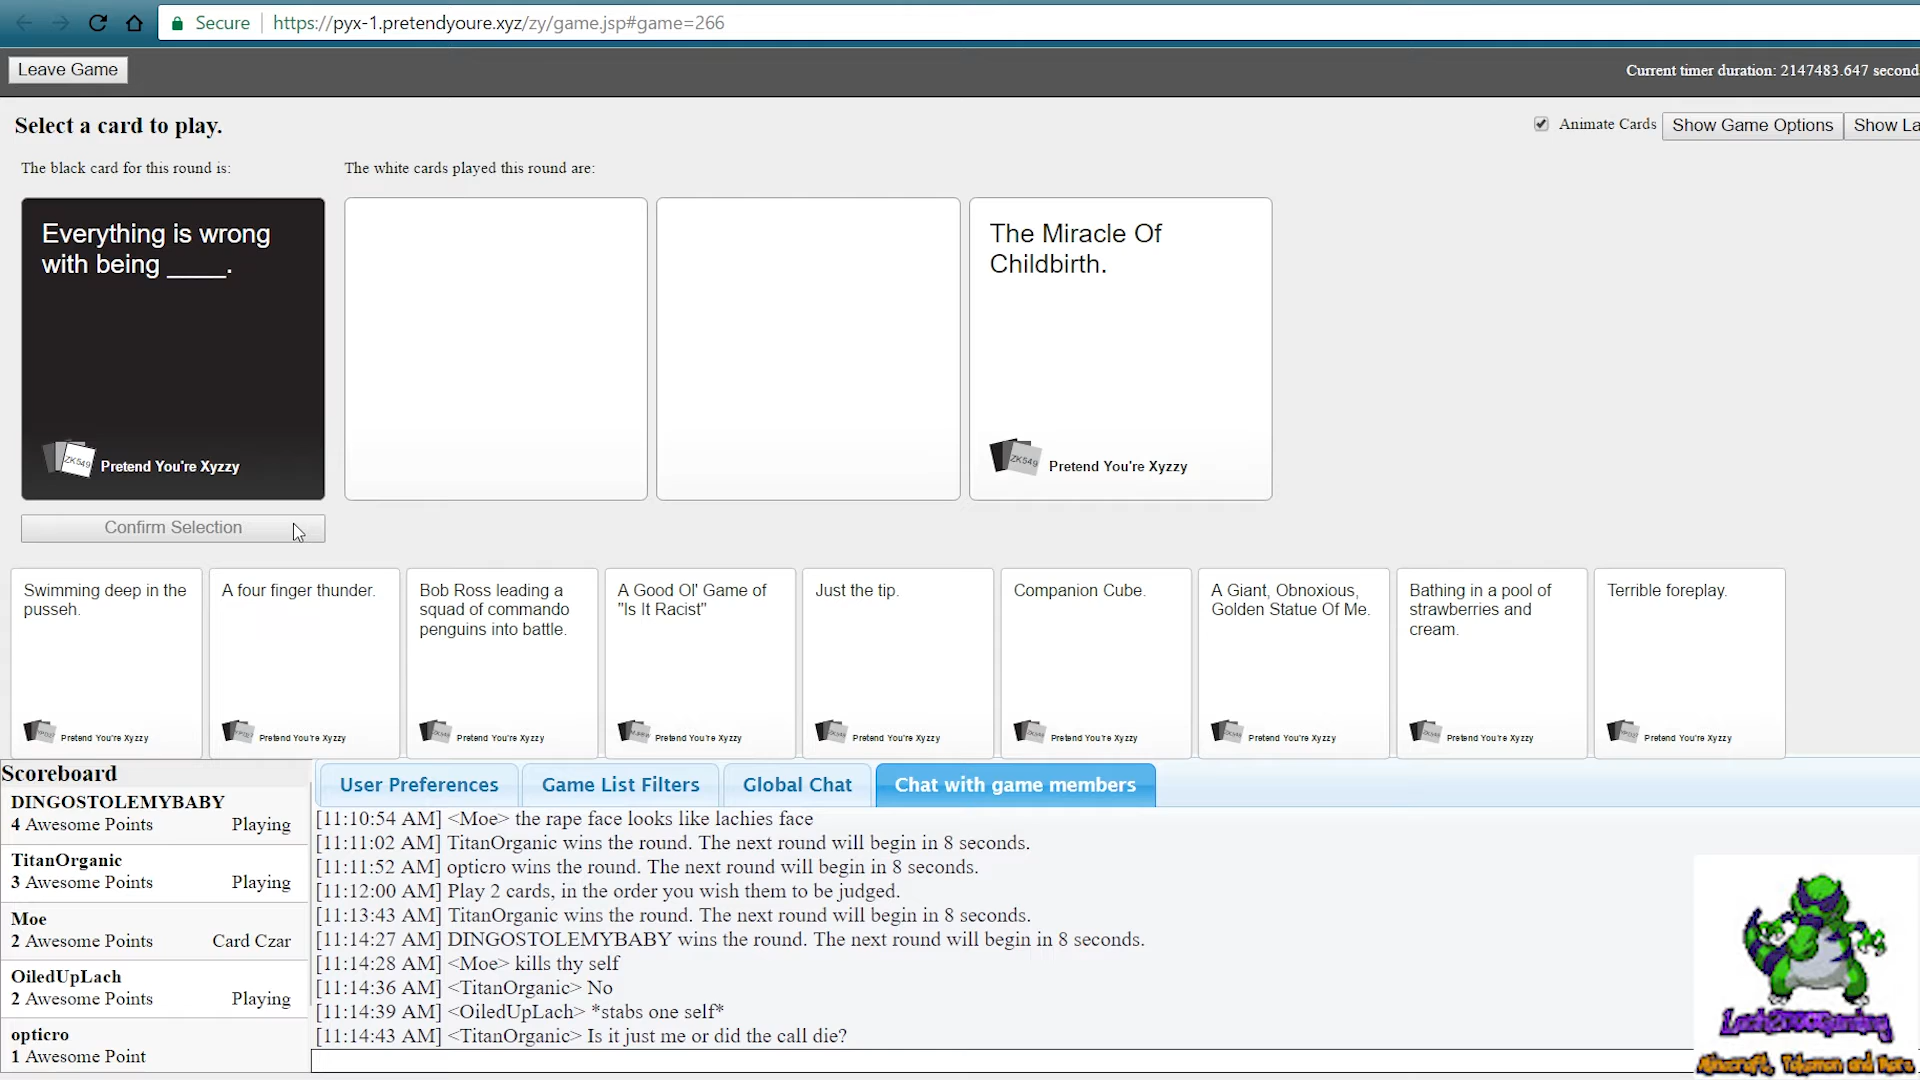 Secure https://pyx-1.pretendyoure.xyz/zy/game.jsp#game=266
Leave Game
Current timer duration: 2147483.647 second
Select a card to play.
Animate Cards
Show Game Options
Show La
The black card for this round is:
The white cards played this round are:
Everything is wrong
with being ____.
ZK549
Pretend You're Xyzzy
The Miracle Of
Childbirth.
ZK549
Pretend You're Xyzzy
Confirm Selection
Swimming deep in the
pusseh.
Pretend You're Xyzzy
A four finger thunder.
Pretend You're Xyzzy
Bob Ross leading a
squad of commando
penguins into battle.
Pretend You're Xyzzy
A Good Ol' Game of
"Is It Racist"
Pretend You're Xyzzy
Just the tip.
Pretend You're Xyzzy
Companion Cube.
Pretend You're Xyzzy
A Giant, Obnoxious,
Golden Statue Of Me.
Pretend You're Xyzzy
Bathing in a pool of
strawberries and
cream.
Pretend You're Xyzzy
Terrible foreplay.
Pretend You're Xyzzy
Scoreboard
DINGOSTOLEMYBABY
4 Awesome Points Playing
TitanOrganic
3 Awesome Points Playing
Moe
2 Awesome Points Card Czar
OiledUpLach
2 Awesome Points Playing
opticro
1 Awesome Point
User Preferences
Game List Filters
Global Chat
Chat with game members
[11:10:54 AM] <Moe> the rape face looks like lachies face
[11:11:02 AM] TitanOrganic wins the round. The next round will begin in 8 seconds.
[11:11:52 AM] opticro wins the round. The next round will begin in 8 seconds.
[11:12:00 AM] Play 2 cards, in the order you wish them to be judged.
[11:13:43 AM] TitanOrganic wins the round. The next round will begin in 8 seconds.
[11:14:27 AM] DINGOSTOLEMYBABY wins the round. The next round will begin in 8 seconds.
[11:14:28 AM] <Moe> kills thy self
[11:14:36 AM] <TitanOrganic> No
[11:14:39 AM] <OiledUpLach> *stabs one self*
[11:14:43 AM] <TitanOrganic> Is it just me or did the call die?
Minecraft, Pokemon and More